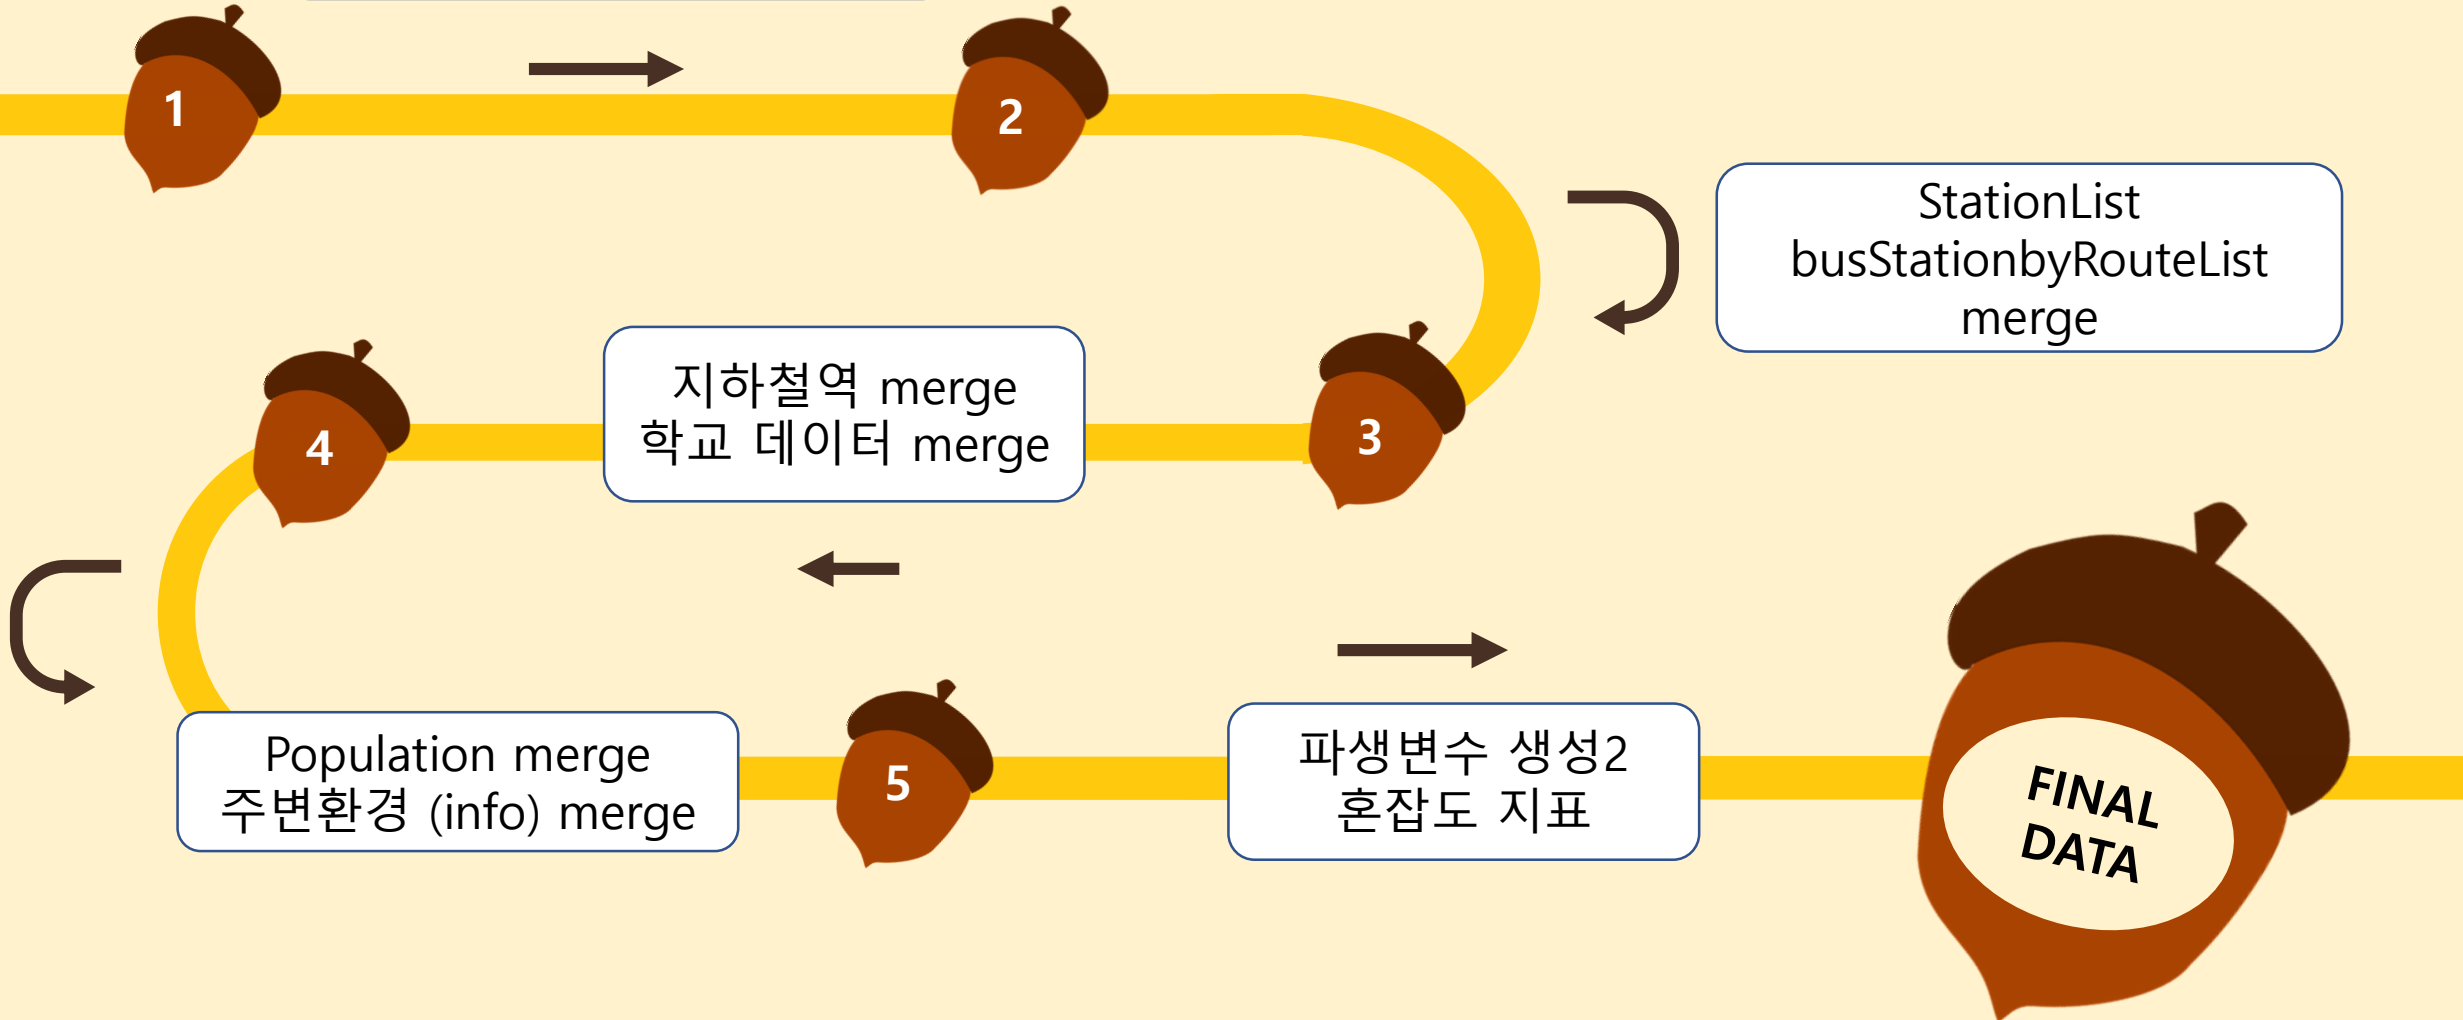 1
2
StationList
busStationbyRouteList
merge
3
지하철역 merge
학교 데이터 merge
4
Population merge
주변환경 (info) merge
5
파생변수 생성2
혼잡도 지표
FINAL
DATA